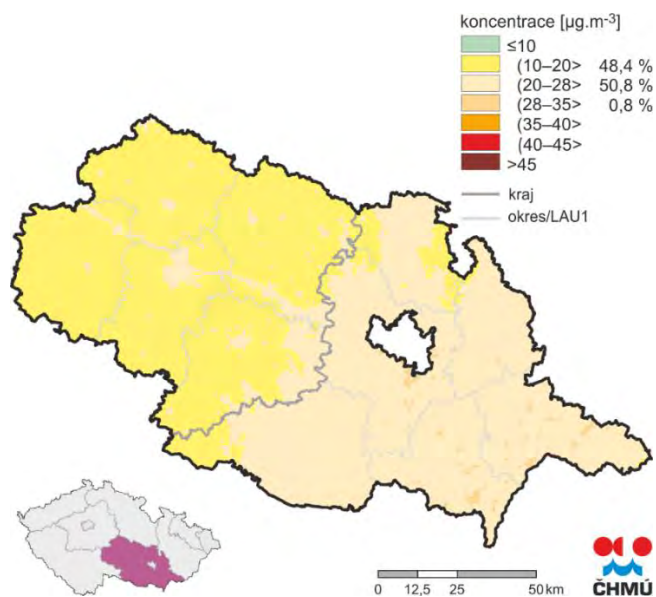 koncentrace [µg.m⁻³]
≤10
(10–20> 48,4 %
(20–28> 50,8 %
(28–35> 0,8 %
(35–40>
(40–45>
>45
kraj
okres/LAU1
0 12,5 25 50 km
ČHMÚ